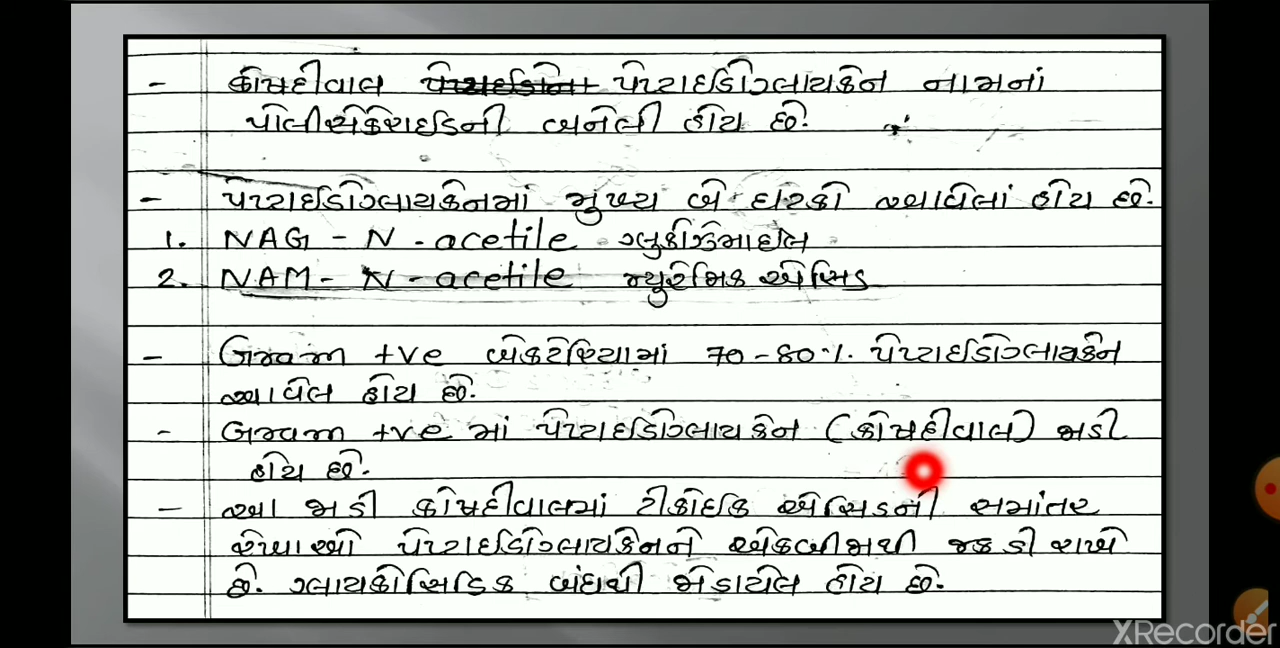 - કોષદીવાલ પેપ્ટાઈડોગ્લાયકેન નામનાં
પોલીસેકેરાઈડની બનેલી હોય છે.
- પેપ્ટાઈડોગ્લાયકેનમાં મુખ્ય બે ઘટકો આવેલાં હોય છે.
1. NAG - N - acetile ગ્લુકોઝેમાઈલ
2. NAM - N - acetile મ્યુરેમિક એસિડ
- Gram +ve બેક્ટેરિયામાં 70-80%. પેપ્ટાઈડોગ્લાયકેન
આવેલ હોય છે.
- Gram +ve માં પેપ્ટાઈડોગ્લાયકેન (કોષદીવાલ) જાડી
હોય છે.
- આ જાડી કોષદીવાલમાં ટીકોઈક એસિડની સમાંતર
રેખાઓ પેપ્ટાઈડોગ્લાયકેનને એકબીજાથી જકડી રાખે
છે. ગ્લાયકોસિડિક બંધથી જોડાયેલ હોય છે.
XRecorder